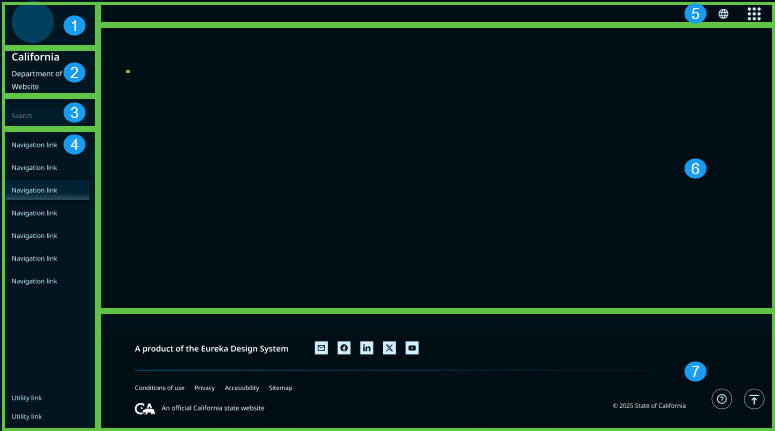 1
California
Department of
Website
2
Search
3
Navigation link
4
Navigation link
Navigation link
Navigation link
Navigation link
Navigation link
Navigation link
Utility link
Utility link
5
6
A product of the Eureka Design System
7
Conditions of use Privacy Accessibility Sitemap
CA An official California state website
© 2025 State of California